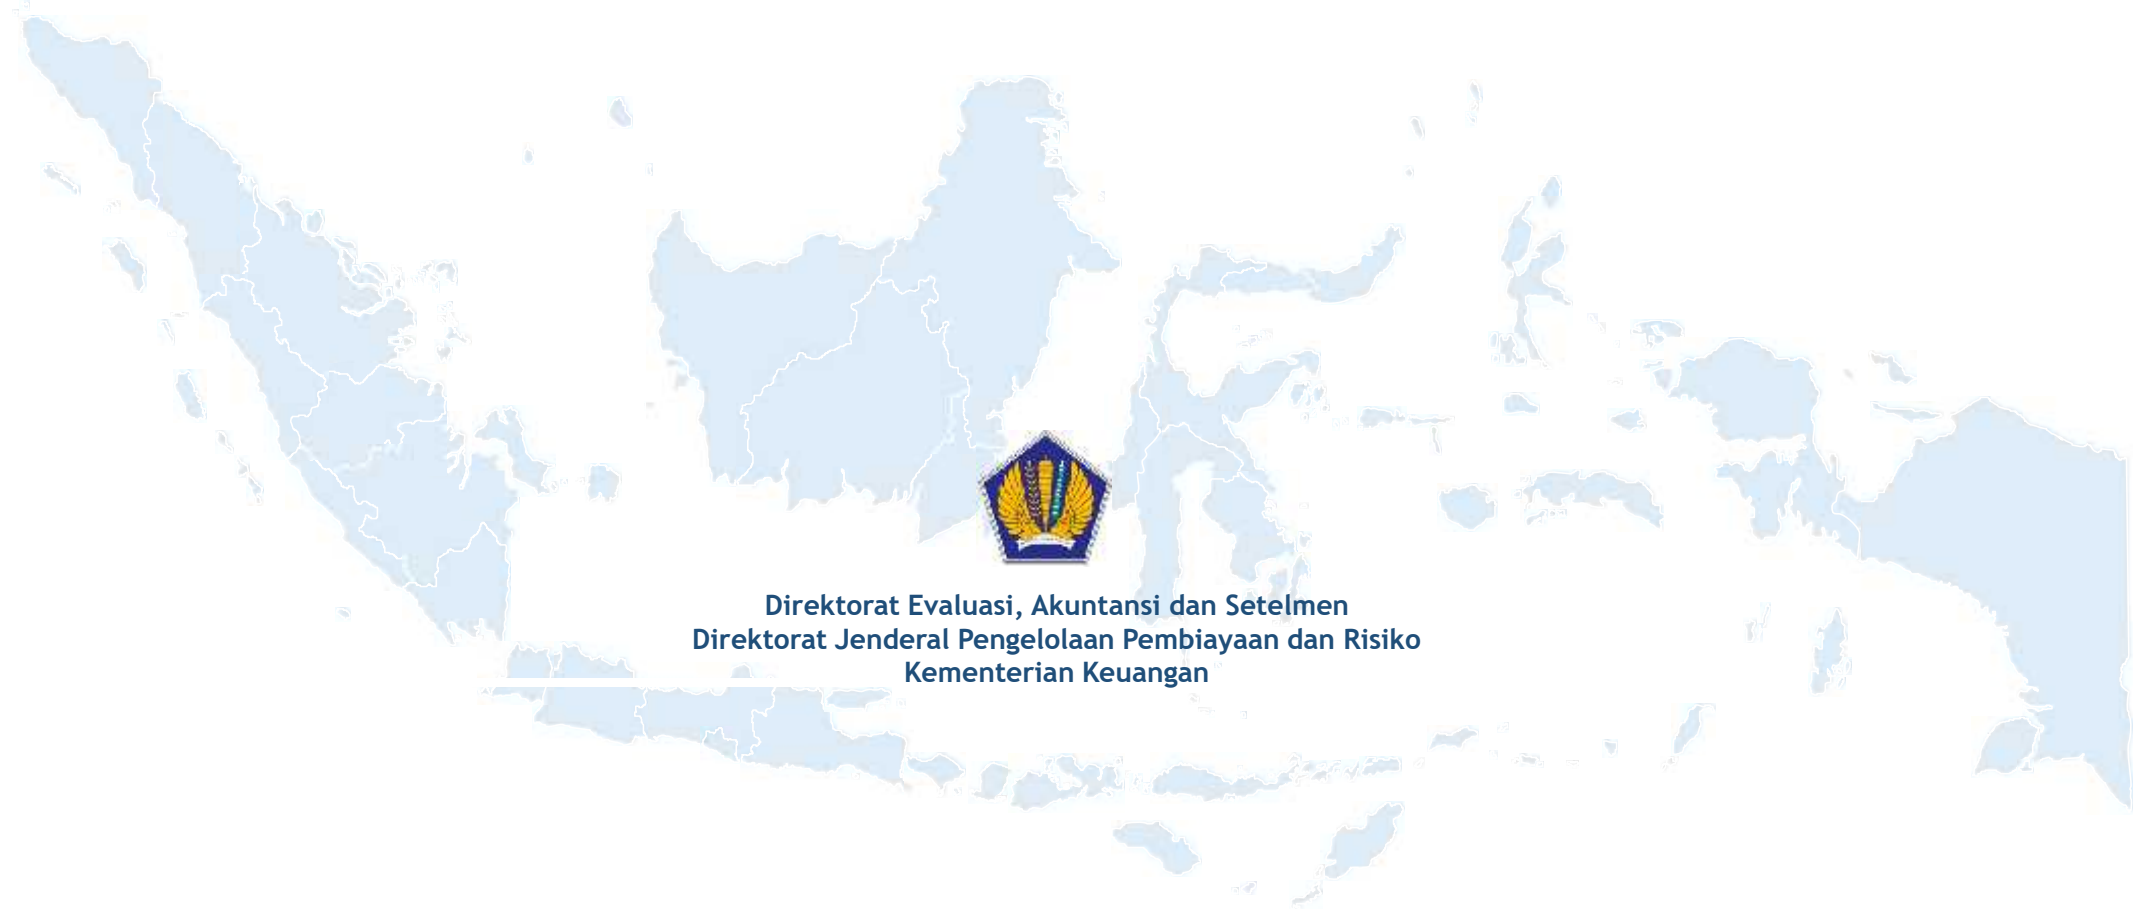 Direktorat Evaluasi, Akuntansi dan Setelmen
Direktorat Jenderal Pengelolaan Pembiayaan dan Risiko
Kementerian Keuangan